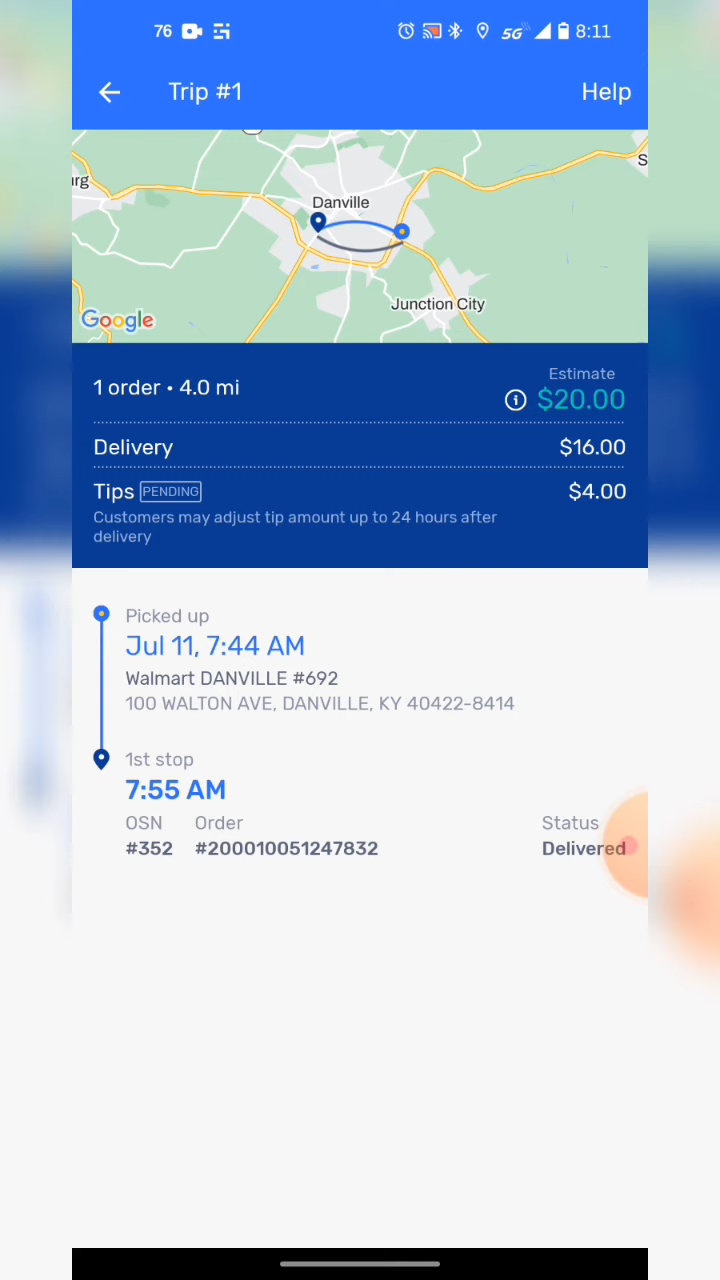 76 5G 8:11
Trip #1 Help
S
rg
Danville
Junction City
Google
Estimate
1 order • 4.0 mi $20.00
Delivery $16.00
Tips PENDING $4.00
Customers may adjust tip amount up to 24 hours after
delivery
Picked up
Jul 11, 7:44 AM
Walmart DANVILLE #692
100 WALTON AVE, DANVILLE, KY 40422-8414
1st stop
7:55 AM
OSN Order Status
#352 #200010051247832 Delivered